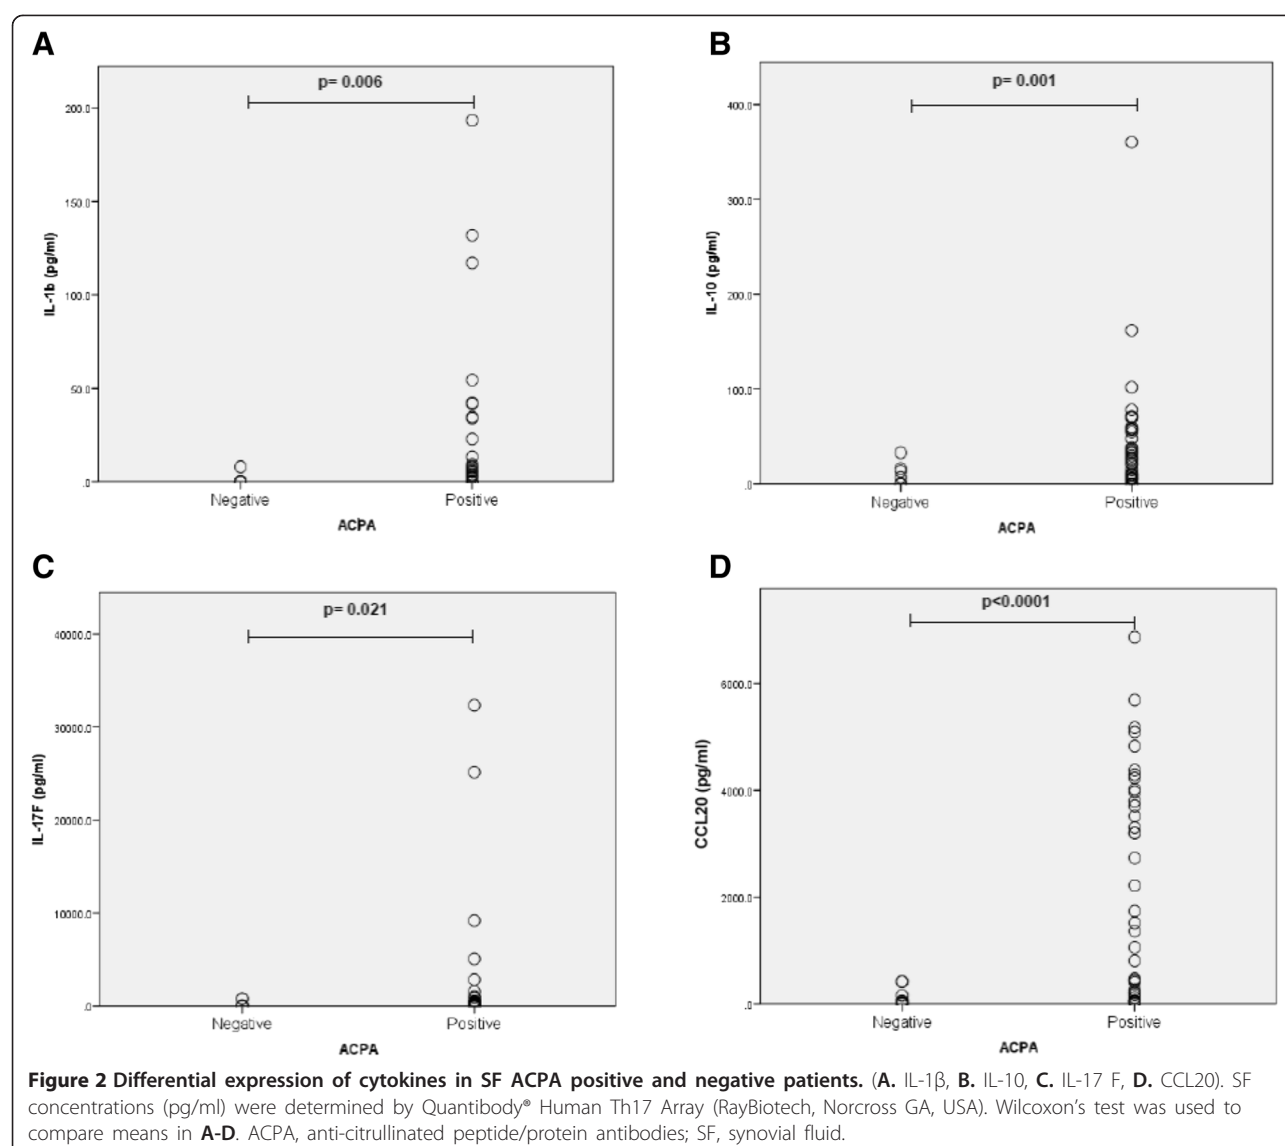 A
p= 0.006
200.0
150.0
100.0
50.0
.0
IL-1b (pg/ml)
Negative
Positive
ACPA
B
p= 0.001
400.0
300.0
200.0
100.0
.0
IL-10 (pg/ml)
Negative
Positive
ACPA
C
p= 0.021
40000.0
30000.0
20000.0
10000.0
.0
IL-17F (pg/ml)
Negative
Positive
ACPA
D
p<0.0001
6000.0
4000.0
2000.0
.0
CCL20 (pg/ml)
Negative
Positive
ACPA
Figure 2 Differential expression of cytokines in SF ACPA positive and negative patients. (A. IL-1β, B. IL-10, C. IL-17 F, D. CCL20). SF
concentrations (pg/ml) were determined by Quantibody® Human Th17 Array (RayBiotech, Norcross GA, USA). Wilcoxon's test was used to
compare means in A-D. ACPA, anti-citrullinated peptide/protein antibodies; SF, synovial fluid.